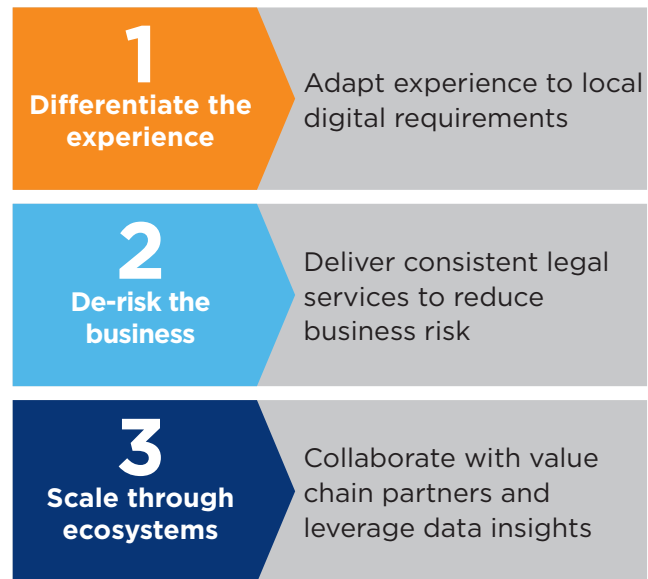 1
Differentiate the
experience
Adapt experience to local
digital requirements
2
De-risk the
business
Deliver consistent legal
services to reduce
business risk
3
Scale through
ecosystems
Collaborate with value
chain partners and
leverage data insights